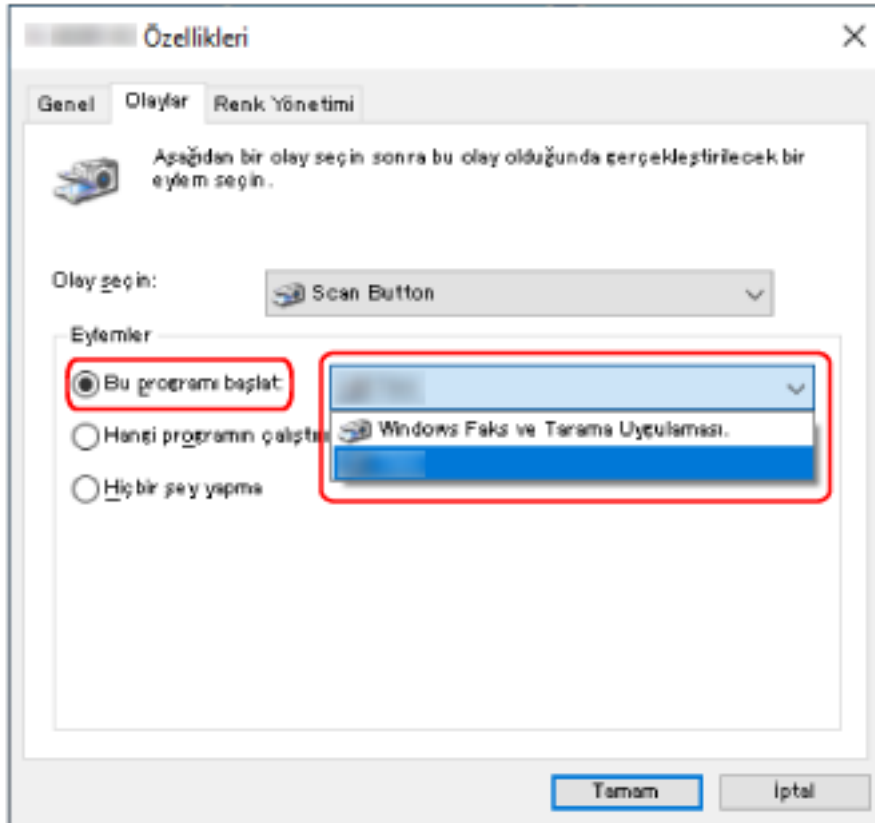 Özellikleri
Genel Olaylar Renk Yönetimi
Aşağıdan bir olay seçin sonra bu olay olduğunda gerçekleştirilecek bir
eylem seçin.
Olay seçin: Scan Button
Eylemler
Bu programı başlat:
Windows Faks ve Tarama Uygulaması.
Hangi programın çalıştır
Hiçbir şey yapma
Tamam İptal